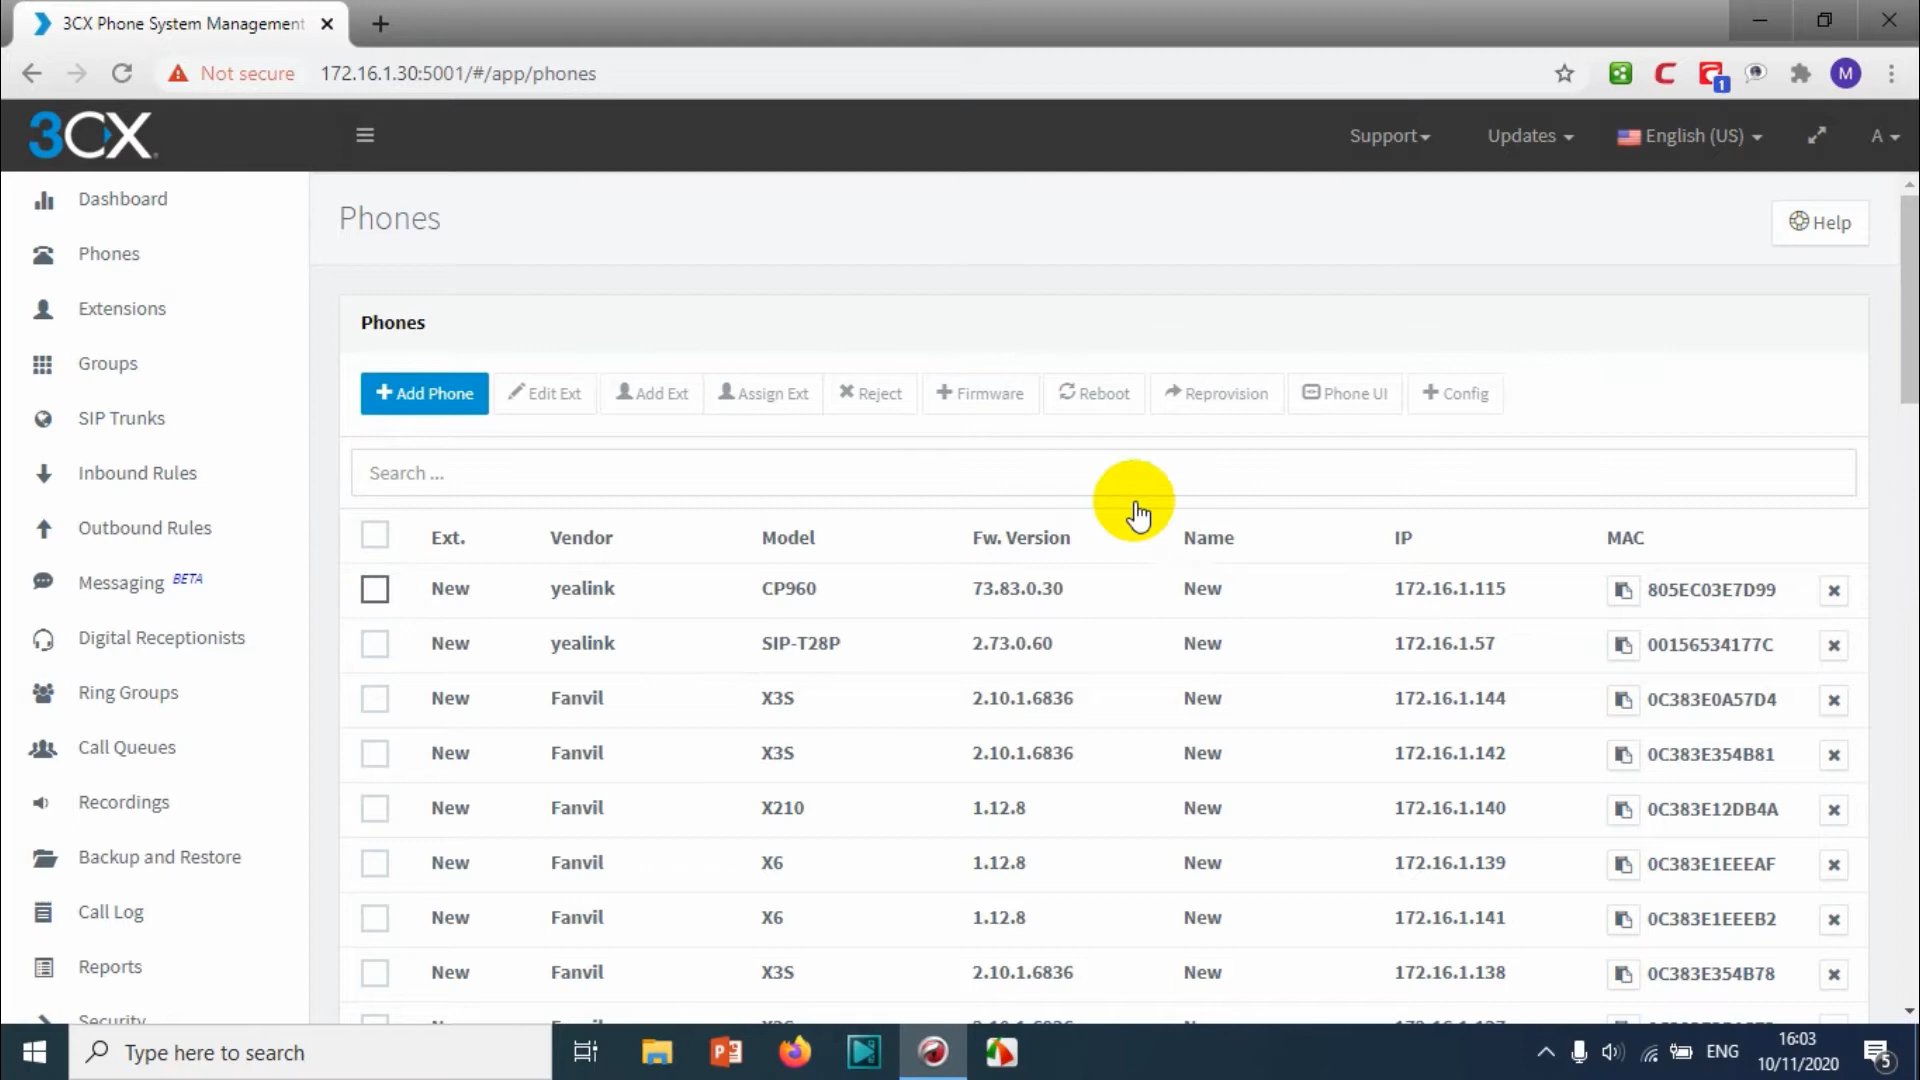 3CX Phone System Management
Not secure
172.16.1.30:5001/#/app/phones
1
M
3CX
Support
Updates
English (US)
A
Dashboard
Phones
Extensions
Groups
SIP Trunks
Inbound Rules
Outbound Rules
Messaging BETA
Digital Receptionists
Ring Groups
Call Queues
Recordings
Backup and Restore
Call Log
Reports
Security
Phones
Help
Phones
Add Phone Edit Ext Add Ext Assign Ext Reject Firmware Reboot Reprovision Phone UI Config
Search ...
Ext. Vendor Model Fw. Version Name IP MAC
New yealink CP960 73.83.0.30 New 172.16.1.115 805EC03E7D99
New yealink SIP-T28P 2.73.0.60 New 172.16.1.57 00156534177C
New Fanvil X3S 2.10.1.6836 New 172.16.1.144 0C383E0A57D4
New Fanvil X3S 2.10.1.6836 New 172.16.1.142 0C383E354B81
New Fanvil X210 1.12.8 New 172.16.1.140 0C383E12DB4A
New Fanvil X6 1.12.8 New 172.16.1.139 0C383E1EEEAF
New Fanvil X6 1.12.8 New 172.16.1.141 0C383E1EEEB2
New Fanvil X3S 2.10.1.6836 New 172.16.1.138 0C383E354B78
Type here to search
ENG
16:03
10/11/2020
5